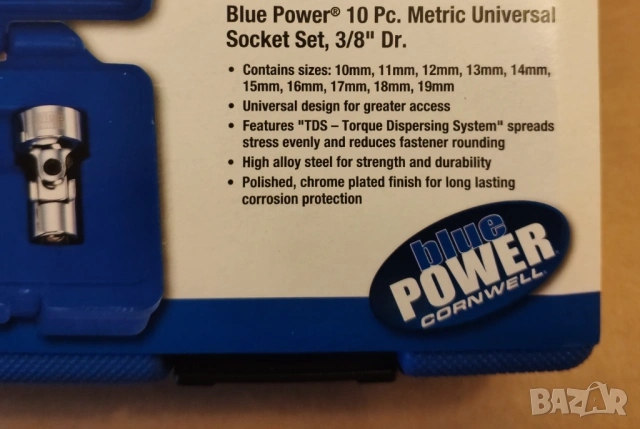 Blue Power® 10 Pc. Metric Universal
Socket Set, 3/8" Dr.
• Contains sizes: 10mm, 11mm, 12mm, 13mm, 14mm,
15mm, 16mm, 17mm, 18mm, 19mm
• Universal design for greater access
• Features "TDS – Torque Dispersing System" spreads
stress evenly and reduces fastener rounding
• High alloy steel for strength and durability
• Polished, chrome plated finish for long lasting
corrosion protection
blue
POWER
CORNWELL
BAZAR